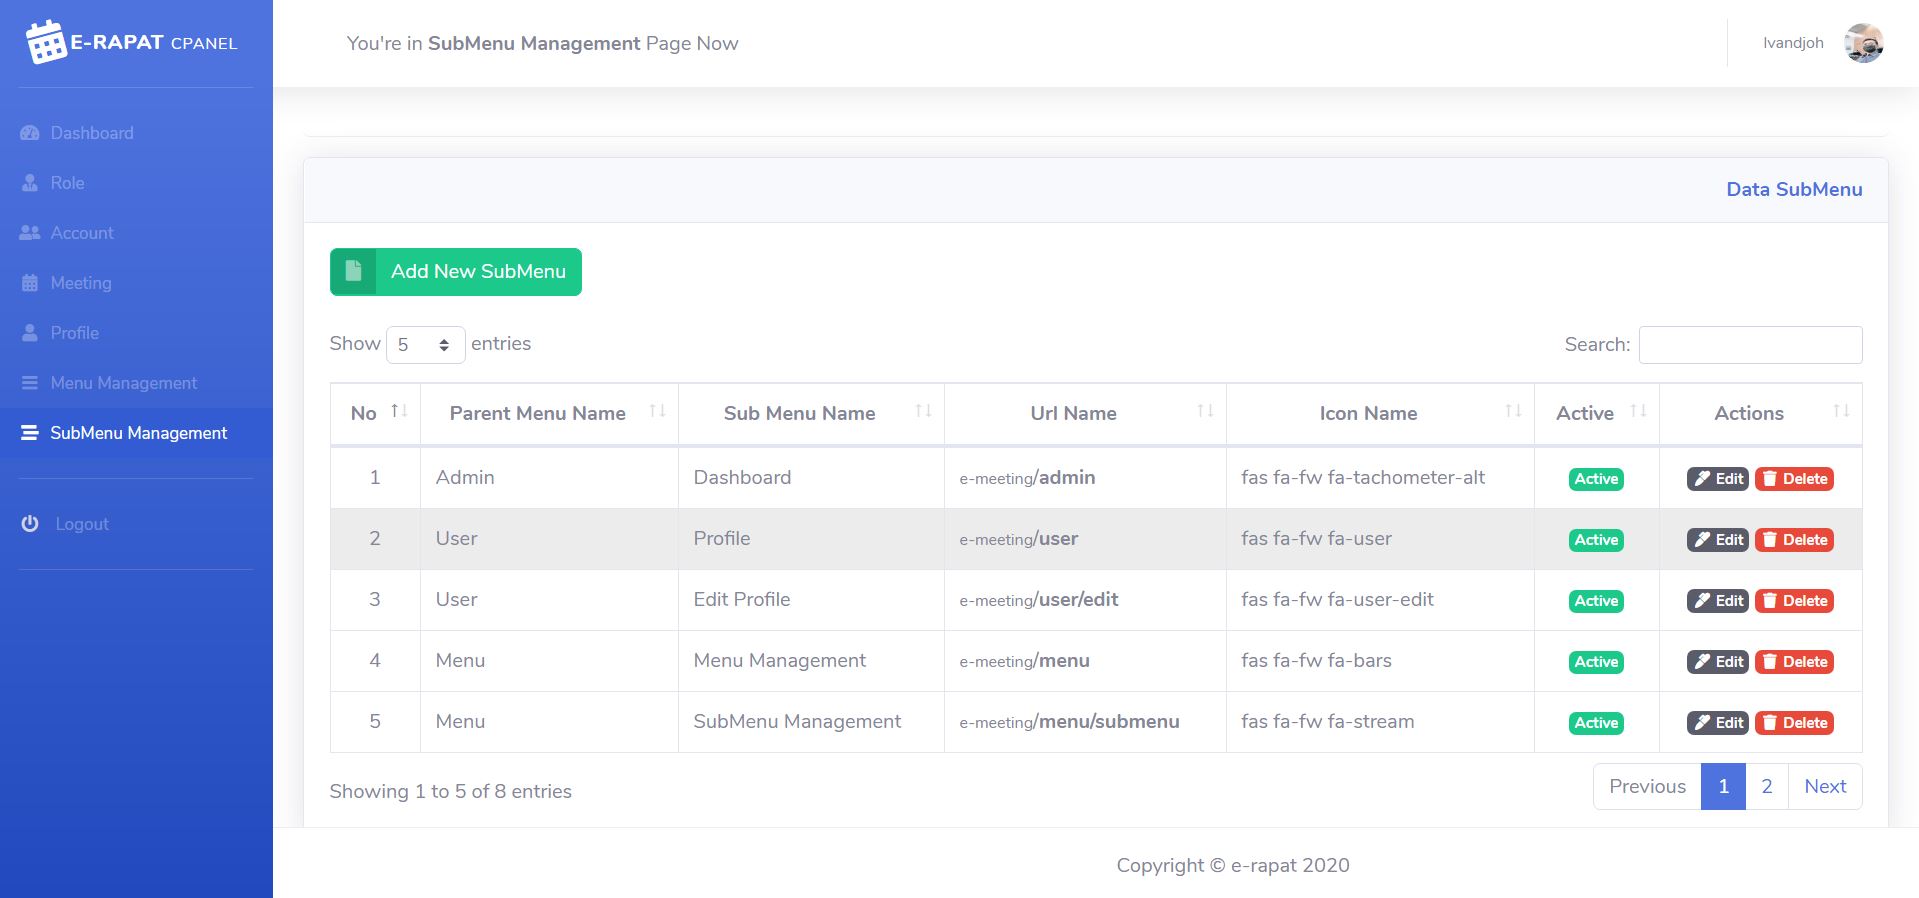 E-RAPAT CPANEL
Dashboard
Role
Account
Meeting
Profile
Menu Management
SubMenu Management
Logout
You're in SubMenu Management Page Now
Ivandjoh
Data SubMenu
Add New SubMenu
Show 5 entries
Search:
No Parent Menu Name Sub Menu Name Url Name Icon Name Active Actions
1 Admin Dashboard e-meeting/admin fas fa-fw fa-tachometer-alt Active Edit Delete
2 User Profile e-meeting/user fas fa-fw fa-user Active Edit Delete
3 User Edit Profile e-meeting/user/edit fas fa-fw fa-user-edit Active Edit Delete
4 Menu Menu Management e-meeting/menu fas fa-fw fa-bars Active Edit Delete
5 Menu SubMenu Management e-meeting/menu/submenu fas fa-fw fa-stream Active Edit Delete
Showing 1 to 5 of 8 entries
Previous 1 2 Next
Copyright © e-rapat 2020